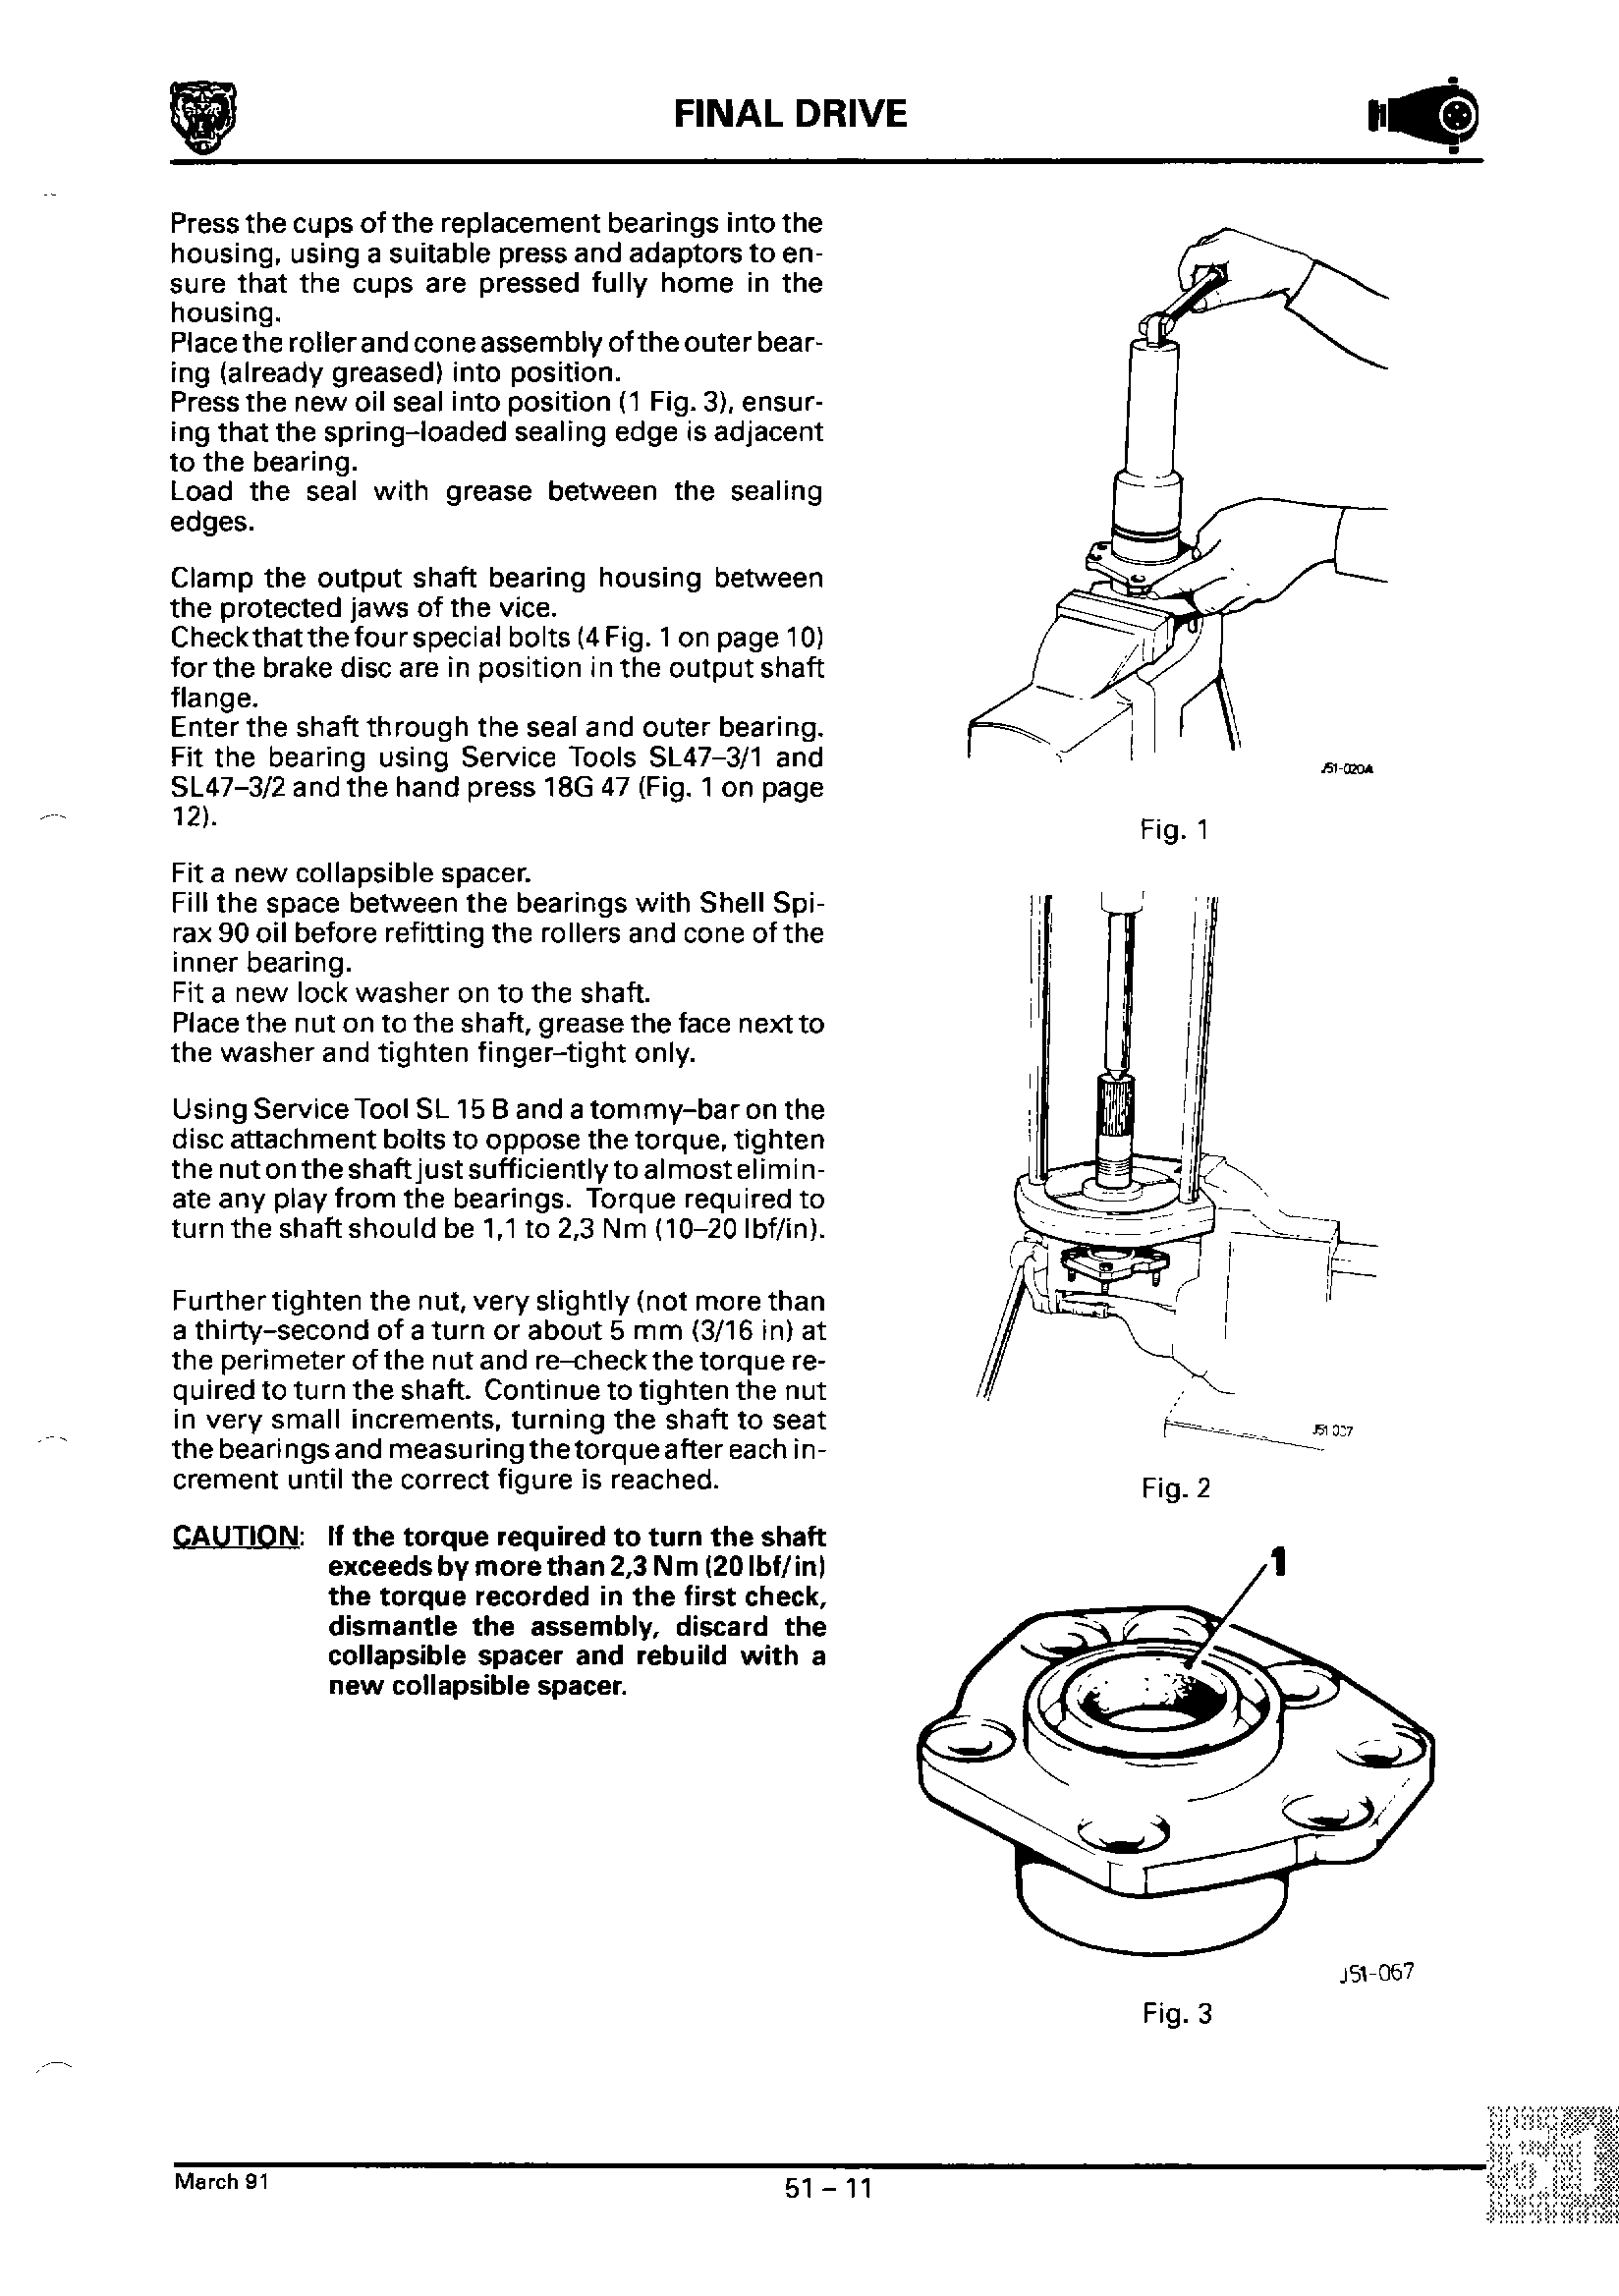 FINAL DRIVE
Press the cups of the replacement bearings into the
housing, using a suitable press and adaptors to en-
sure that the cups are pressed fully home in the
housing.
Place the roller and cone assembly of the outer bear-
ing (already greased) into position.
Press the new oil seal into position (1 Fig. 3), ensur-
ing that the spring-loaded sealing edge is adjacent
to the bearing.
Load the seal with grease between the sealing
edges.
Clamp the output shaft bearing housing between
the protected jaws of the vice.
Check that the four special bolts (4 Fig. 1 on page 10)
for the brake disc are in position in the output shaft
flange.
Enter the shaft through the seal and outer bearing.
Fit the bearing using Service Tools SL47-3/1 and
SL47-3/2 and the hand press 18G 47 (Fig. 1 on page
12).
Fit a new collapsible spacer.
Fill the space between the bearings with Shell Spi-
rax 90 oil before refitting the rollers and cone of the
inner bearing.
Fit a new lock washer on to the shaft.
Place the nut on to the shaft, grease the face next to
the washer and tighten finger-tight only.
Using Service Tool SL 15 B and a tommy-bar on the
disc attachment bolts to oppose the torque, tighten
the nut on the shaft just sufficiently to almost elimin-
ate any play from the bearings. Torque required to
turn the shaft should be 1,1 to 2,3 Nm (10-20 lbf/in).
Further tighten the nut, very slightly (not more than
a thirty-second of a turn or about 5 mm (3/16 in) at
the perimeter of the nut and re-check the torque re-
quired to turn the shaft. Continue to tighten the nut
in very small increments, turning the shaft to seat
the bearings and measuring the torque after each in-
crement until the correct figure is reached.
CAUTION: If the torque required to turn the shaft
exceeds by more than 2,3 Nm (20 lbf/in)
the torque recorded in the first check,
dismantle the assembly, discard the
collapsible spacer and rebuild with a
new collapsible spacer.
J51-020A
Fig. 1
J51 037
Fig. 2
1
J51-067
Fig. 3
March 91
51 - 11
51